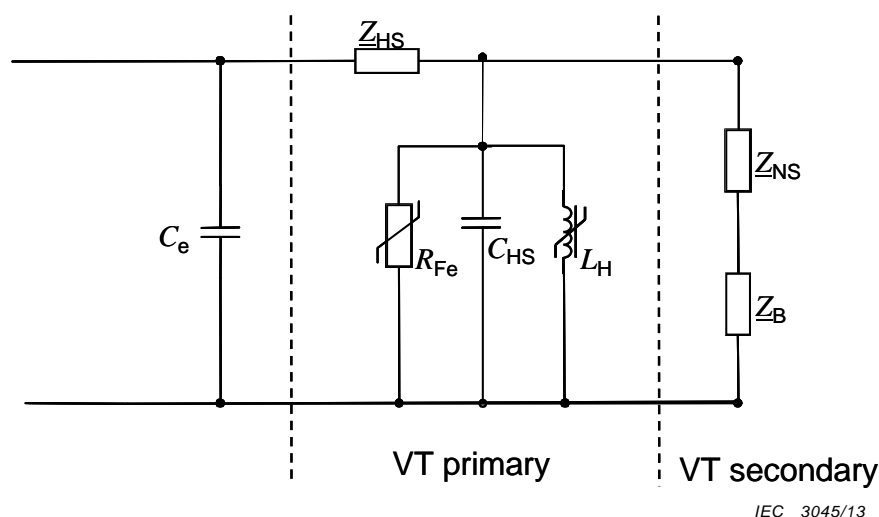 Z_HS
Z_NS
C_e
R_Fe
C_HS
L_H
Z_B
VT primary
VT secondary
IEC 3045/13